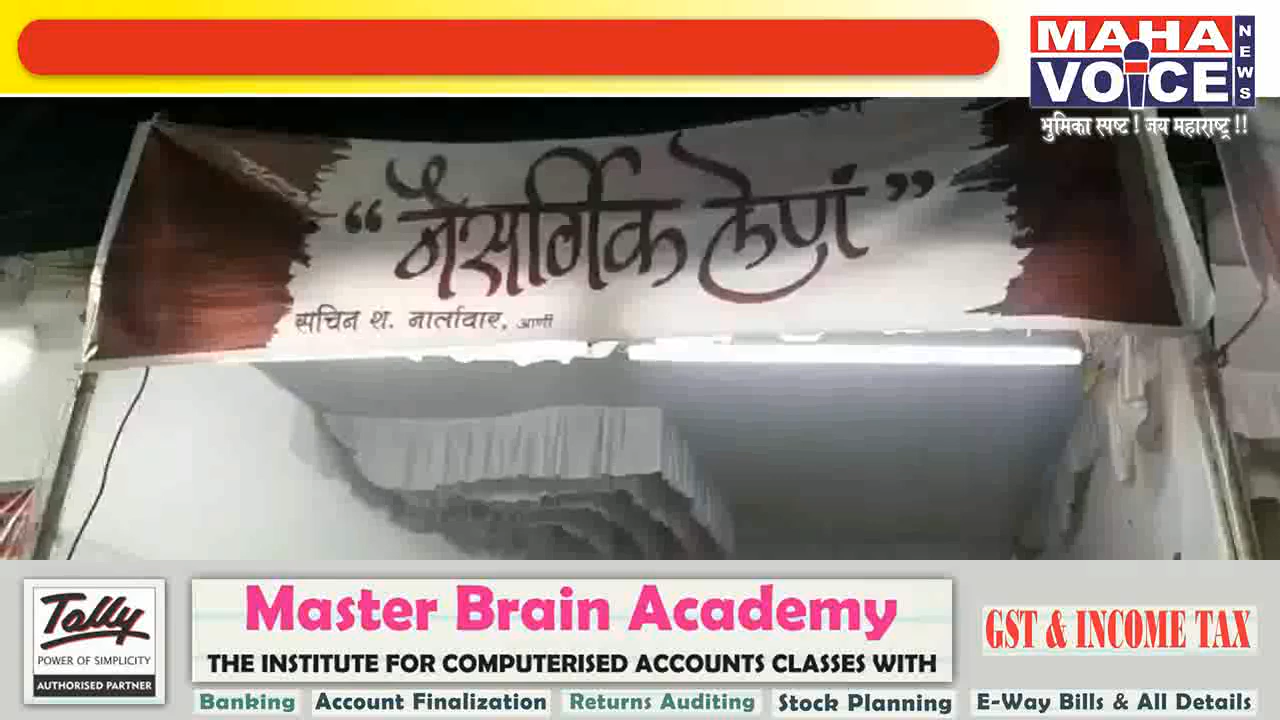 MAHA
VOICE
NEWS
भुमिका स्पष्ट ! जय महाराष्ट्र !!
“नैसर्गिक लेणं”
सचिन शं. नार्लावार, आर्णी
Tally
POWER OF SIMPLICITY
AUTHORISED PARTNER
Master Brain Academy
THE INSTITUTE FOR COMPUTERISED ACCOUNTS CLASSES WITH
GST & INCOME TAX
Banking Account Finalization Returns Auditing Stock Planning E-Way Bills & All Details